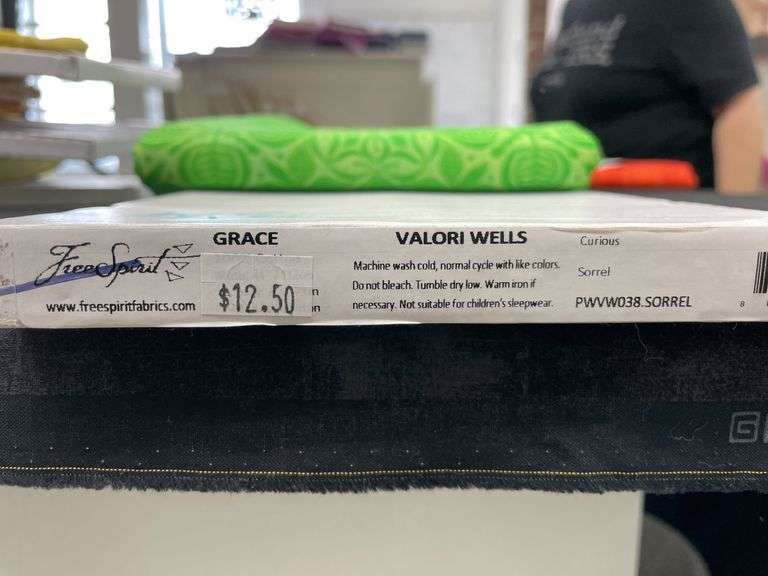 FreeSpirit
www.freespiritfabrics.com
GRACE
$12.50
VALORI WELLS
Machine wash cold, normal cycle with like colors.
Do not bleach. Tumble dry low. Warm iron if
necessary. Not suitable for children's sleepwear.
Curious
Sorrel
PWVW038.SORREL
8
G